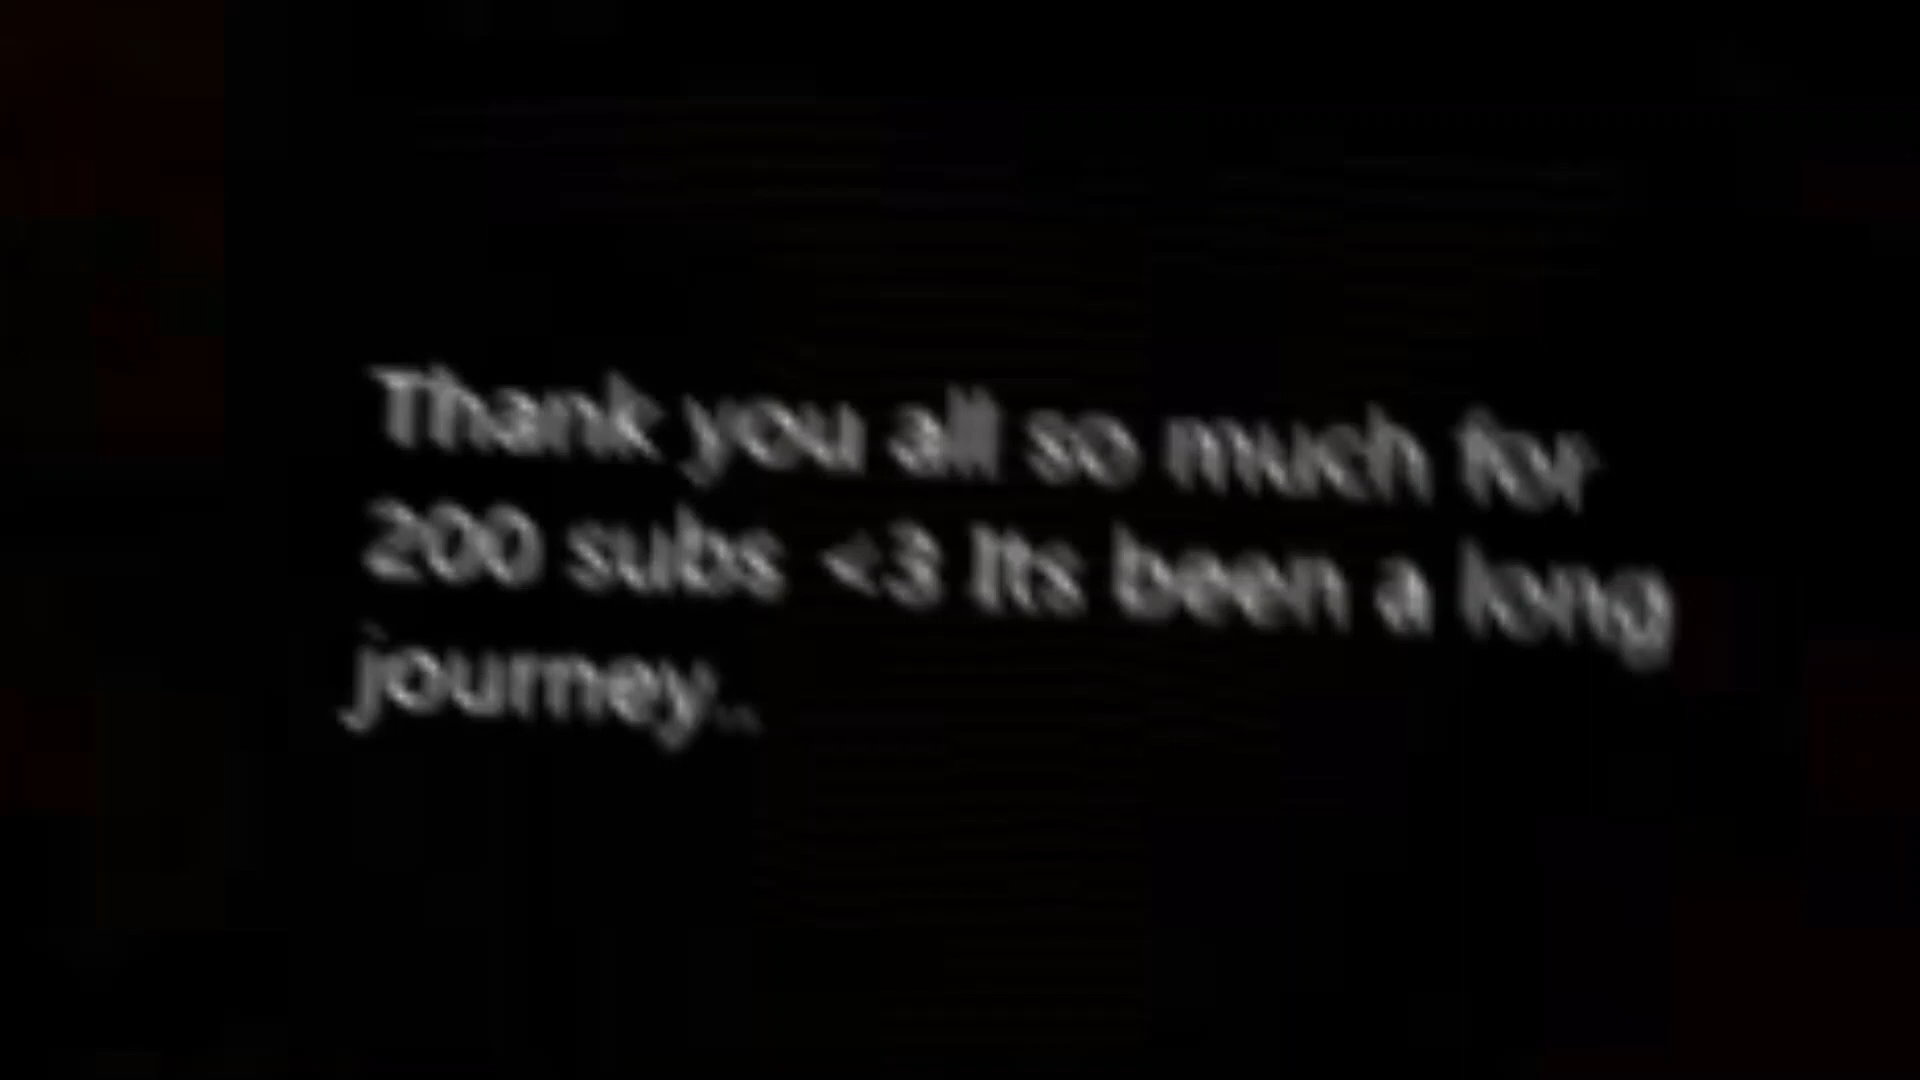 Thank you all so much for
200 subs <3 Its been a long
journey..